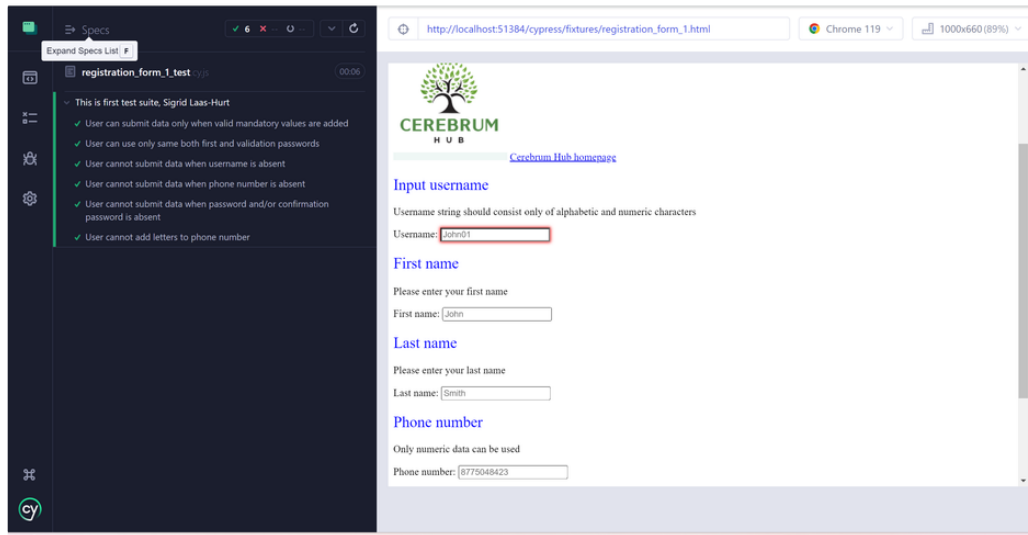 Specs
6
Expand Specs List F
registration_form_1_test.cy.js
00:06
This is first test suite, Sigrid Laas-Hurt
User can submit data only when valid mandatory values are added
User can use only same both first and validation passwords
User cannot submit data when username is absent
User cannot submit data when phone number is absent
User cannot submit data when password and/or confirmation
password is absent
User cannot add letters to phone number
cy
http://localhost:51384/cypress/fixtures/registration_form_1.html
Chrome 119
1000x660 (89%)
CEREBRUM
HUB
Cerebrum Hub homepage
Input username
Username string should consist only of alphabetic and numeric characters
Username: John01
First name
Please enter your first name
First name: John
Last name
Please enter your last name
Last name: Smith
Phone number
Only numeric data can be used
Phone number: 8775048423